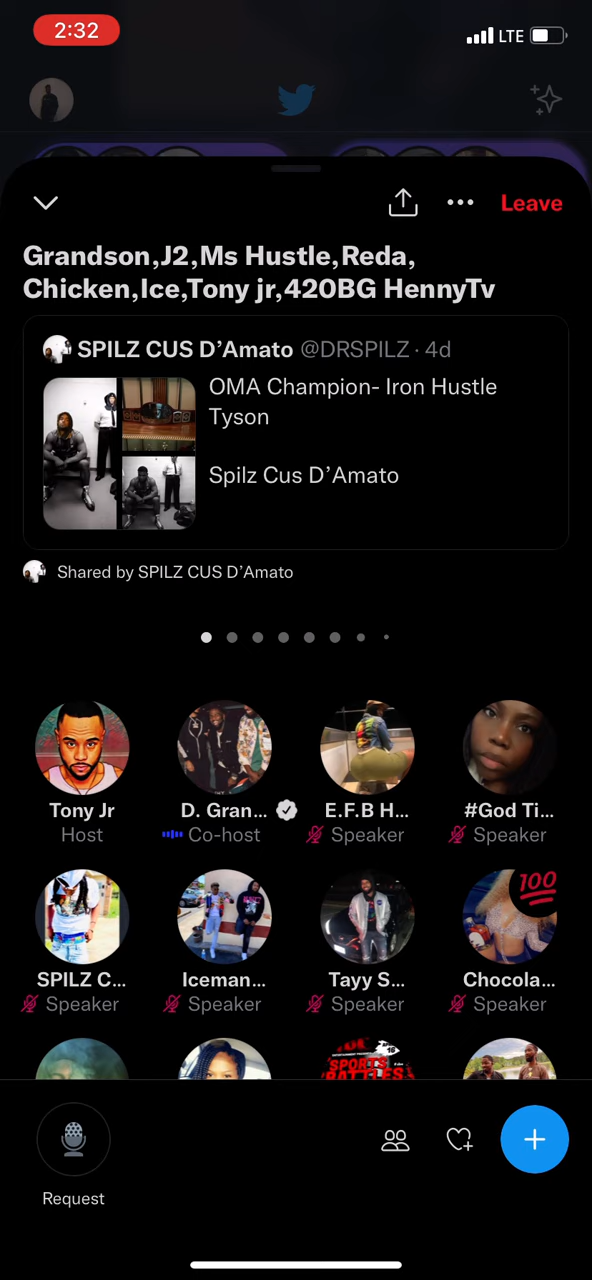 2:32
LTE
Leave
Grandson,J2,Ms Hustle,Reda,
Chicken,Ice,Tony jr,420BG HennyTv
SPILZ CUS D’Amato @DRSPILZ · 4d
OMA Champion- Iron Hustle
Tyson
Spilz Cus D’Amato
Shared by SPILZ CUS D’Amato
Tony Jr
D. Gran...
E.F.B H...
#God Ti...
Host
Co-host
Speaker
Speaker
100
SPILZ C...
Iceman...
Tayy S...
Chocola...
Speaker
Speaker
Speaker
Speaker
SPORTS
BATTLES
Request